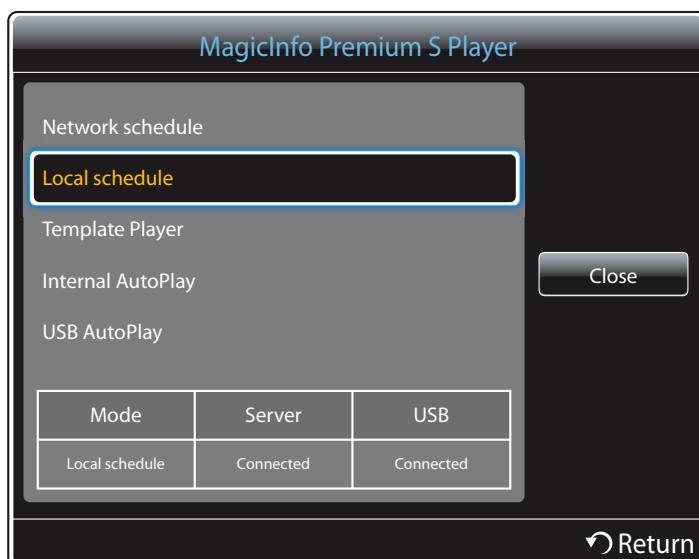 MagicInfo Premium S Player
Network schedule
Local schedule
Template Player
Internal AutoPlay
USB AutoPlay
Close
Mode Server USB
Local schedule Connected Connected
Return